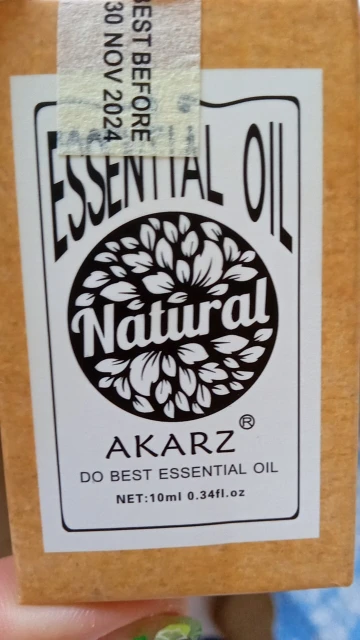 BEST BEFORE
30 NOV 2024
ESSENTIAL OIL
Natural
AKARZ®
DO BEST ESSENTIAL OIL
NET:10ml 0.34fl.oz